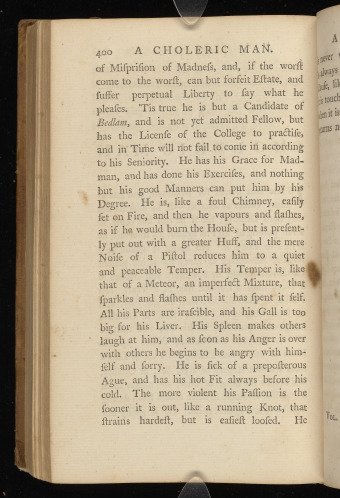 400 A CHOLERIC MAN.
of Miſpriſion of Madneſs, and, if the worſt
come to the worſt, can but forfeit Eſtate, and
ſuffer perpetual Liberty to ſay what he
pleaſes. 'Tis true he is but a Candidate of
Bedlam, and is not yet admitted Fellow, but
has the Licenſe of the College to practiſe,
and in Time will not fail to come in according
to his Seniority. He has his Grace for Mad-
man, and has done his Exerciſes, and nothing
but his good Manners can put him by his
Degree. He is, like a foul Chimney, eaſily
ſet on Fire, and then he vapours and flaſhes,
as if he would burn the Houſe, but is preſent-
ly put out with a greater Huff, and the mere
Noiſe of a Piſtol reduces him to a quiet
and peaceable Temper. His Temper is, like
that of a Meteor, an imperfect Mixture, that
ſparkles and flaſhes until it has ſpent it ſelf.
All his Parts are iraſcible, and his Gall is too
big for his Liver. His Spleen makes others
laugh at him, and as ſoon as his Anger is over
with others he begins to be angry with him-
ſelf and ſorry. He is ſick of a prepoſterous
Ague, and has his hot Fit always before his
cold. The more violent his Paſſion is the
ſooner it is out, like a running Knot, that
ſtrains hardeſt, but is eaſieſt looſed. He
A
never
always
touch
Vol.